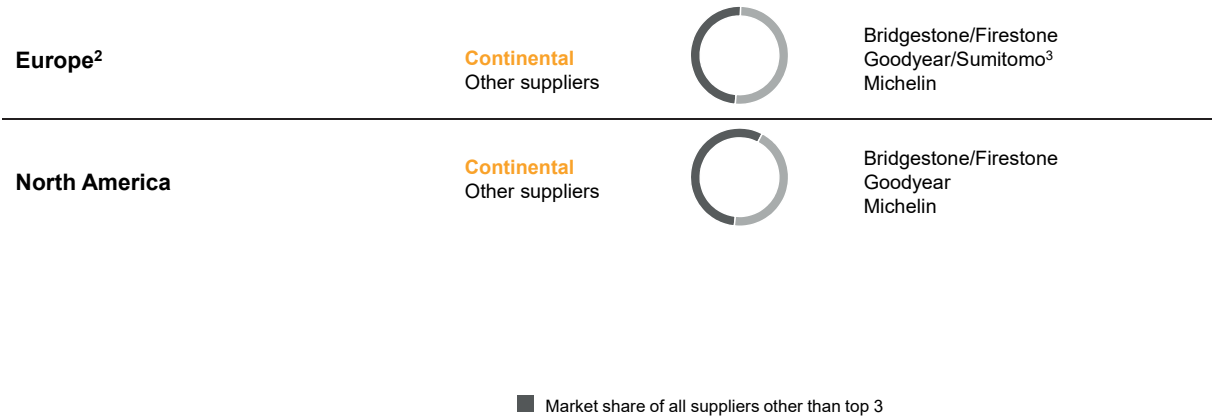 Europe²
Continental
Other suppliers
Bridgestone/Firestone
Goodyear/Sumitomo³
Michelin
North America
Continental
Other suppliers
Bridgestone/Firestone
Goodyear
Michelin
Market share of all suppliers other than top 3